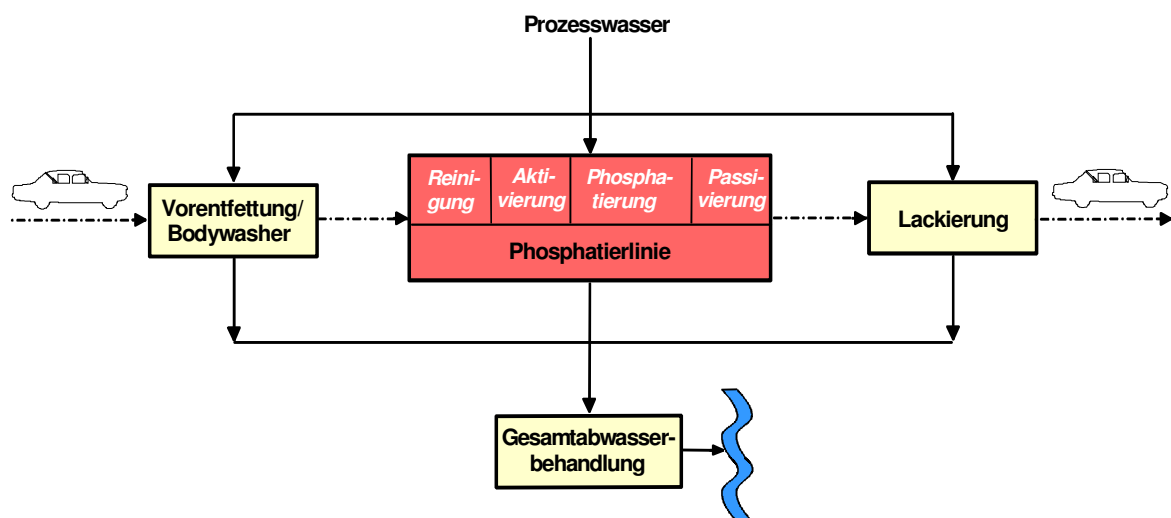 Prozesswasser
Vorentfettung/
Bodywasher
Reini-
gung
Akti-
vierung
Phospha-
tierung
Passi-
vierung
Phosphatierlinie
Lackierung
Gesamtabwasser-
behandlung